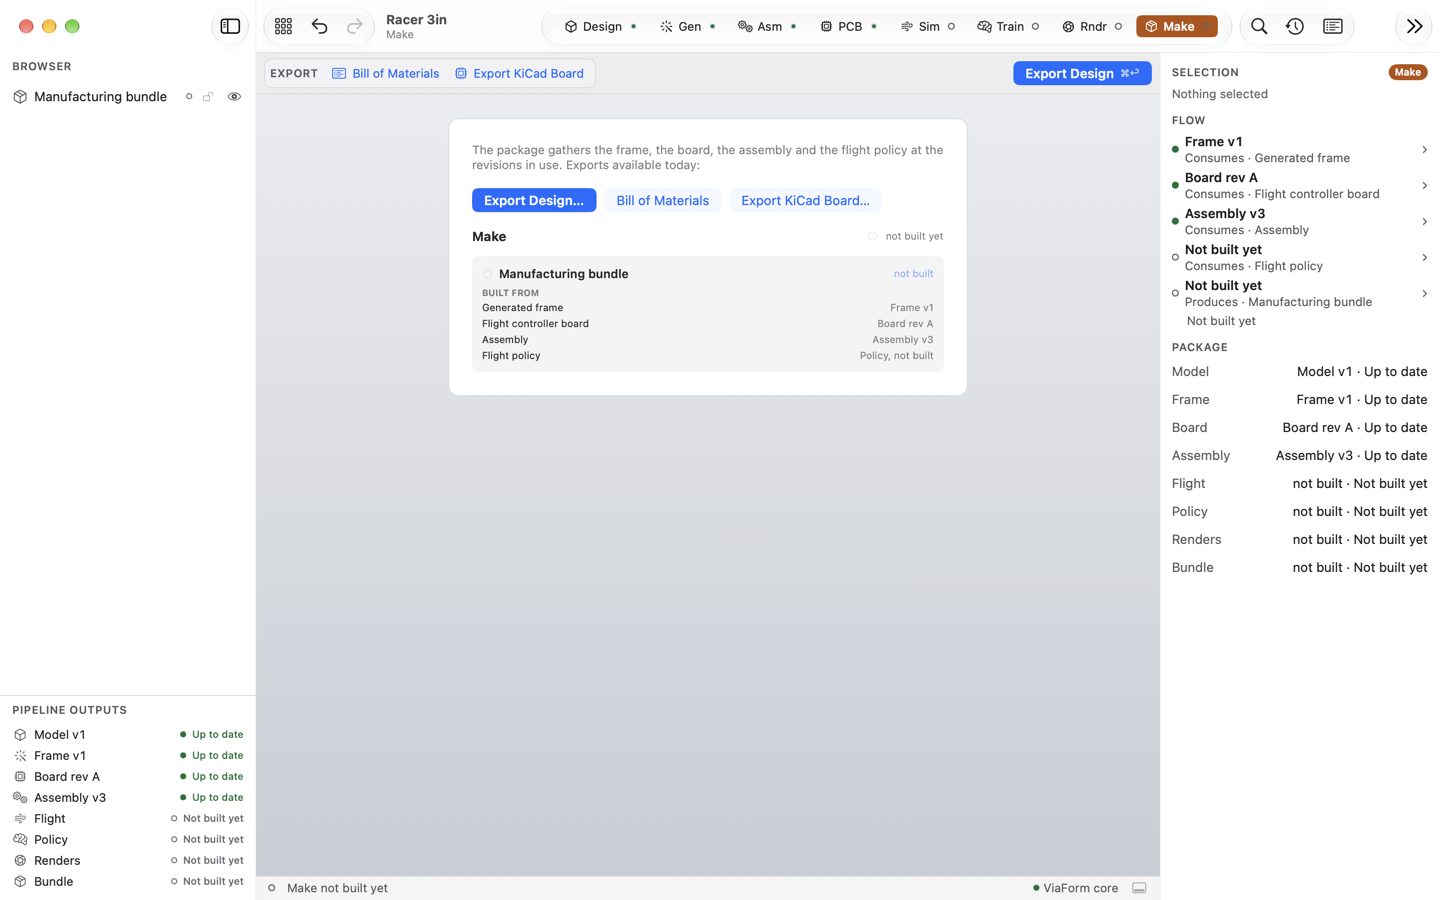 Racer 3in
Make
Design
Gen
Asm
PCB
Sim
Train
Rndr
Make
BROWSER
Manufacturing bundle
EXPORT
Bill of Materials
Export KiCad Board
Export Design ⌘↩
The package gathers the frame, the board, the assembly and the flight policy at the
revisions in use. Exports available today:
Export Design...
Bill of Materials
Export KiCad Board...
Make
not built yet
Manufacturing bundle
not built
BUILT FROM
Generated frame
Frame v1
Flight controller board
Board rev A
Assembly
Assembly v3
Flight policy
Policy, not built
SELECTION
Make
Nothing selected
FLOW
Frame v1
Consumes · Generated frame
Board rev A
Consumes · Flight controller board
Assembly v3
Consumes · Assembly
Not built yet
Consumes · Flight policy
Not built yet
Produces · Manufacturing bundle
Not built yet
PACKAGE
Model
Model v1 · Up to date
Frame
Frame v1 · Up to date
Board
Board rev A · Up to date
Assembly
Assembly v3 · Up to date
Flight
not built · Not built yet
Policy
not built · Not built yet
Renders
not built · Not built yet
Bundle
not built · Not built yet
PIPELINE OUTPUTS
Model v1
Up to date
Frame v1
Up to date
Board rev A
Up to date
Assembly v3
Up to date
Flight
Not built yet
Policy
Not built yet
Renders
Not built yet
Bundle
Not built yet
Make not built yet
ViaForm core